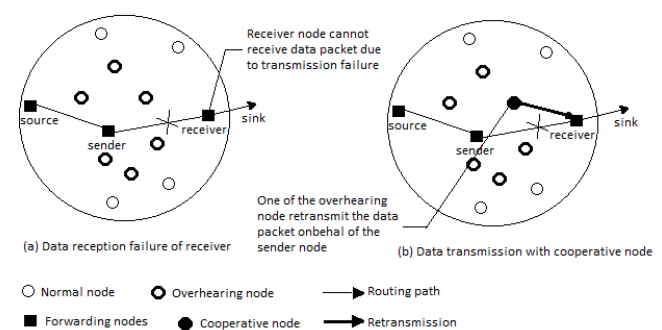 Receiver node cannot
receive data packet due
to transmission failure
source
sender
receiver
sink
source
sender
receiver
sink
One of the overhearing
node retransmit the data
packet onbehal of the
sender node
(a) Data reception failure of receiver
(b) Data transmission with cooperative node
Normal node
Overhearing node
Routing path
Forwarding nodes
Cooperative node
Retransmission